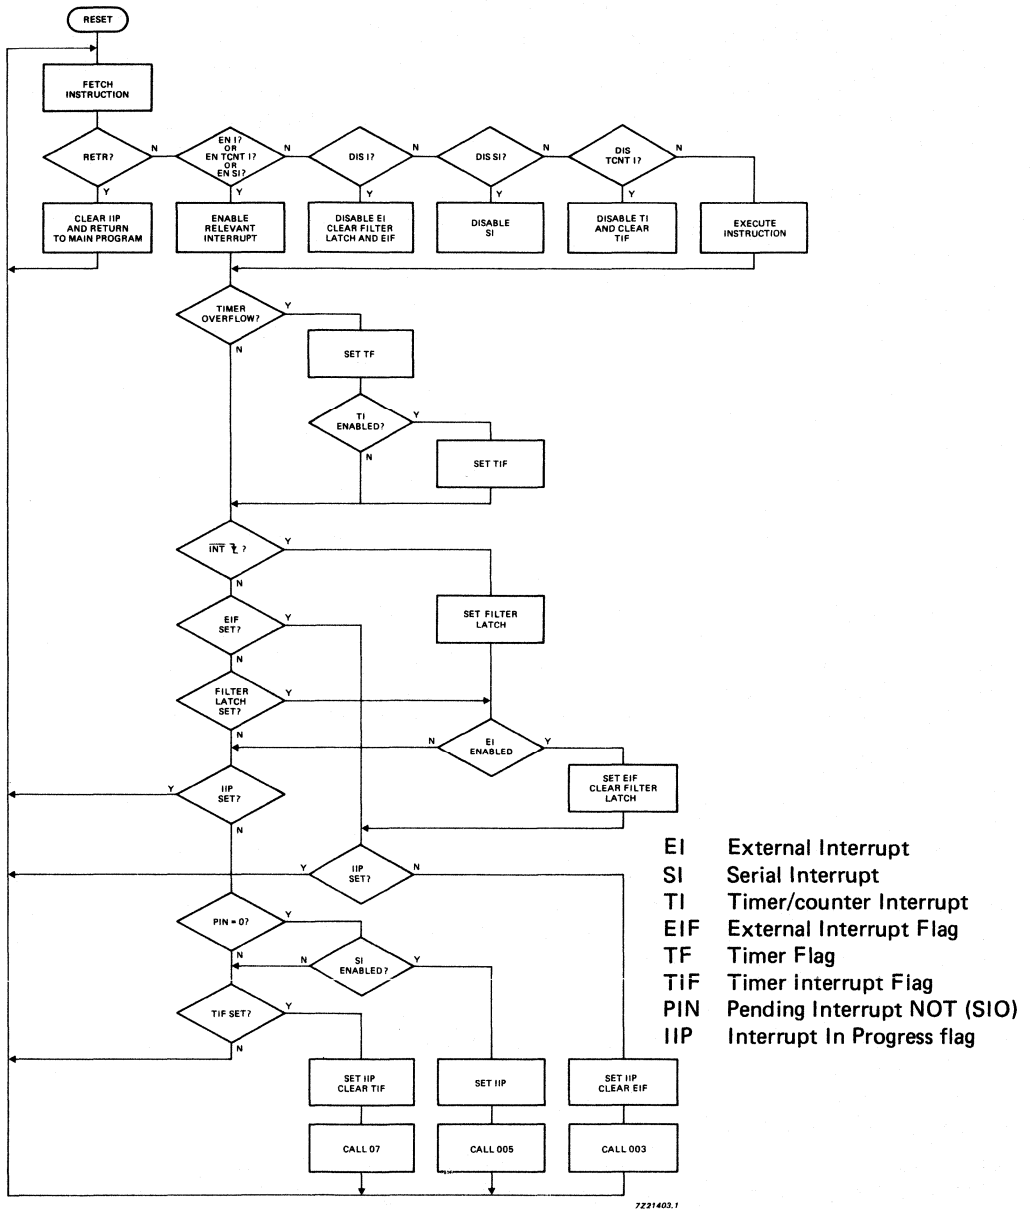 RESET
FETCH
INSTRUCTION
RETR?
N
Y
EN I?
OR
EN TCNT I?
OR
EN SI?
N
Y
DIS I?
N
Y
DIS SI?
N
Y
DIS
TCNT I?
N
Y
CLEAR IIP
AND RETURN
TO MAIN PROGRAM
ENABLE
RELEVANT
INTERRUPT
DISABLE EI
CLEAR FILTER
LATCH AND EIF
DISABLE
SI
DISABLE TI
AND CLEAR
TIF
EXECUTE
INSTRUCTION
TIMER
OVERFLOW?
Y
N
SET TF
TI
ENABLED?
Y
N
SET TIF
INT ?
Y
N
EIF
SET?
Y
N
SET FILTER
LATCH
FILTER
LATCH
SET?
Y
N
EI
ENABLED
N
Y
IIP
SET?
Y
N
SET EIF
CLEAR FILTER
LATCH
IIP
SET?
Y
N
PIN = 0?
Y
N
SI
ENABLED?
N
Y
TIF SET?
Y
N
SET IIP
CLEAR TIF
SET IIP
SET IIP
CLEAR EIF
CALL 07
CALL 005
CALL 003
EI External Interrupt
SI Serial Interrupt
TI Timer/counter Interrupt
EIF External Interrupt Flag
TF Timer Flag
TIF Timer interrupt Flag
PIN Pending Interrupt NOT (SIO)
IIP Interrupt In Progress flag
7Z21403.1